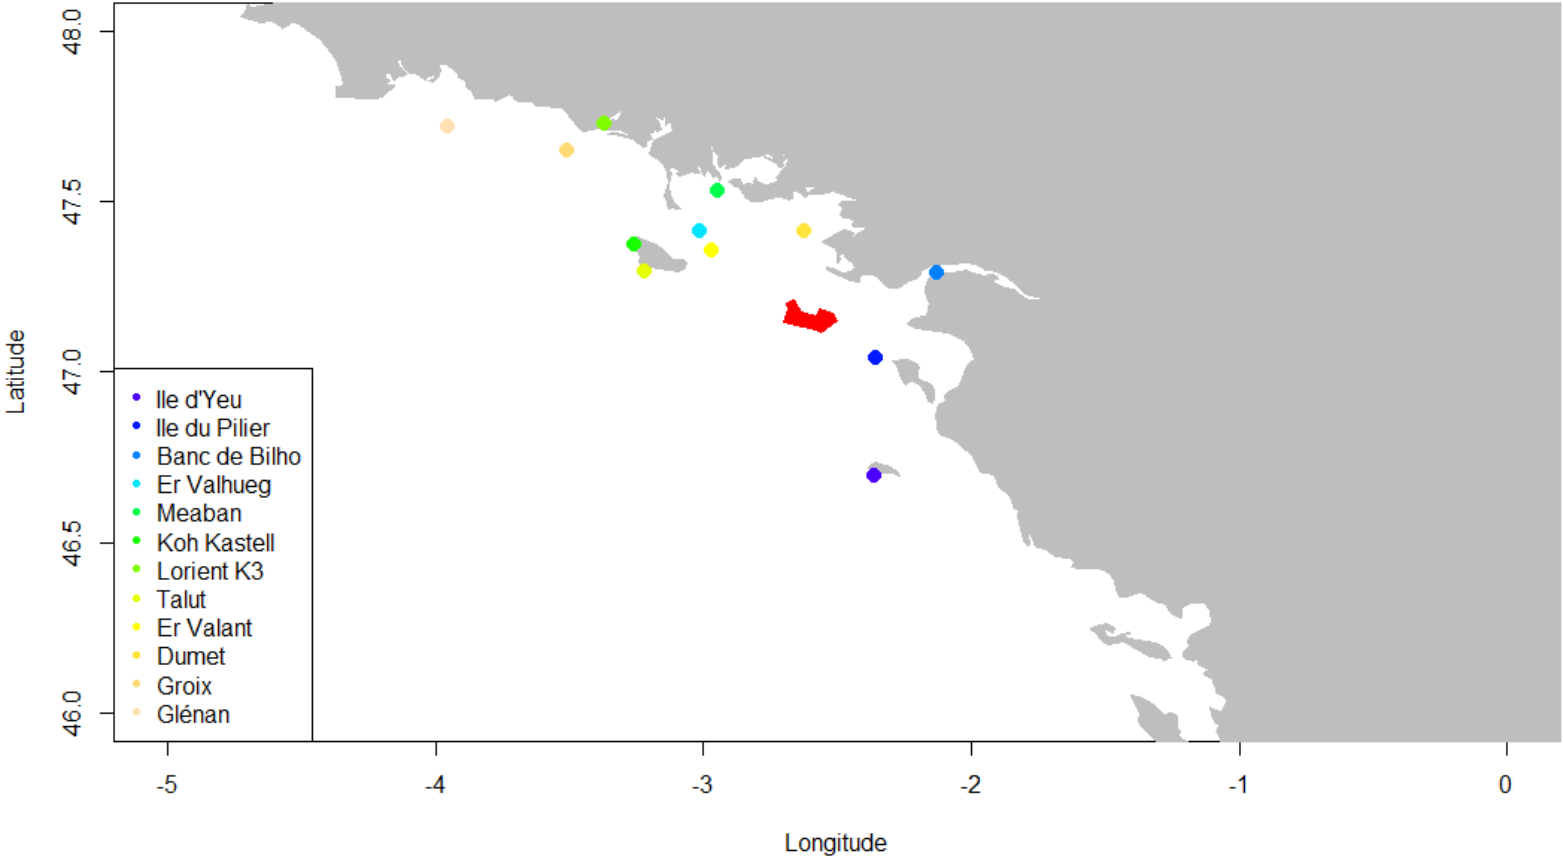 48.0
47.5
47.0
46.5
46.0
Latitude
Ile d'Yeu
Ile du Pilier
Banc de Bilho
Er Valhueg
Meaban
Koh Kastell
Lorient K3
Talut
Er Valant
Dumet
Groix
Glénan
-5 -4 -3 -2 -1 0
Longitude